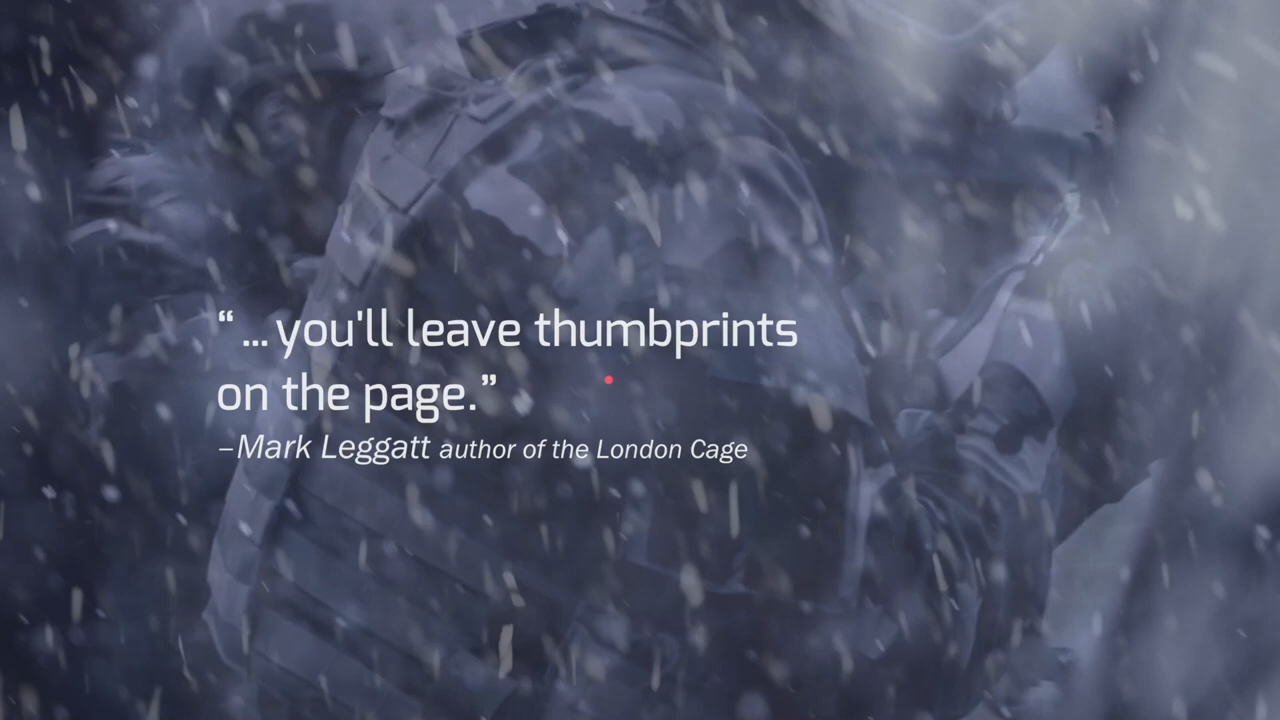 “...you'll leave thumbprints
on the page.”
–Mark Leggatt author of the London Cage